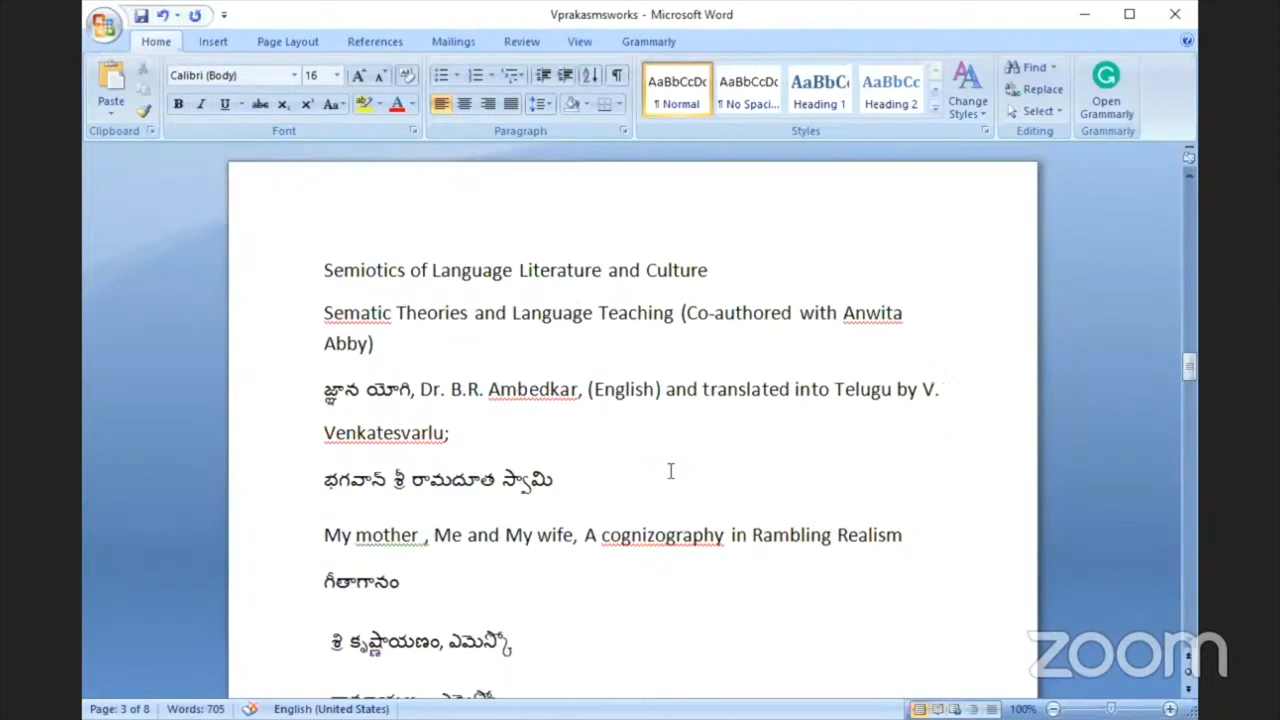 Vprakasmsworks - Microsoft Word
Home Insert Page Layout References Mailings Review View Grammarly
Calibri (Body) 16
AaBbCcDc AaBbCcDc AaBbC AaBbCc
Paste B I U abc X₂ X² Aa A ¶ Normal ¶ No Spaci... Heading 1 Heading 2 Change Styles Find Replace Select Open Grammarly
Clipboard Font Paragraph Styles Editing Grammarly
Semiotics of Language Literature and Culture
Sematic Theories and Language Teaching (Co-authored with Anwita
Abby)
జ్ఞాన యోగి, Dr. B.R. Ambedkar, (English) and translated into Telugu by V.
Venkatesvarlu;
భగవాన్ శ్రీ రామదూత స్వామి
My mother , Me and My wife, A cognizography in Rambling Realism
గీతాగానం
శ్రీ కృష్ణాయణం, ఎమెస్కో
zoom
Page: 3 of 8 Words: 705 English (United States) 100%